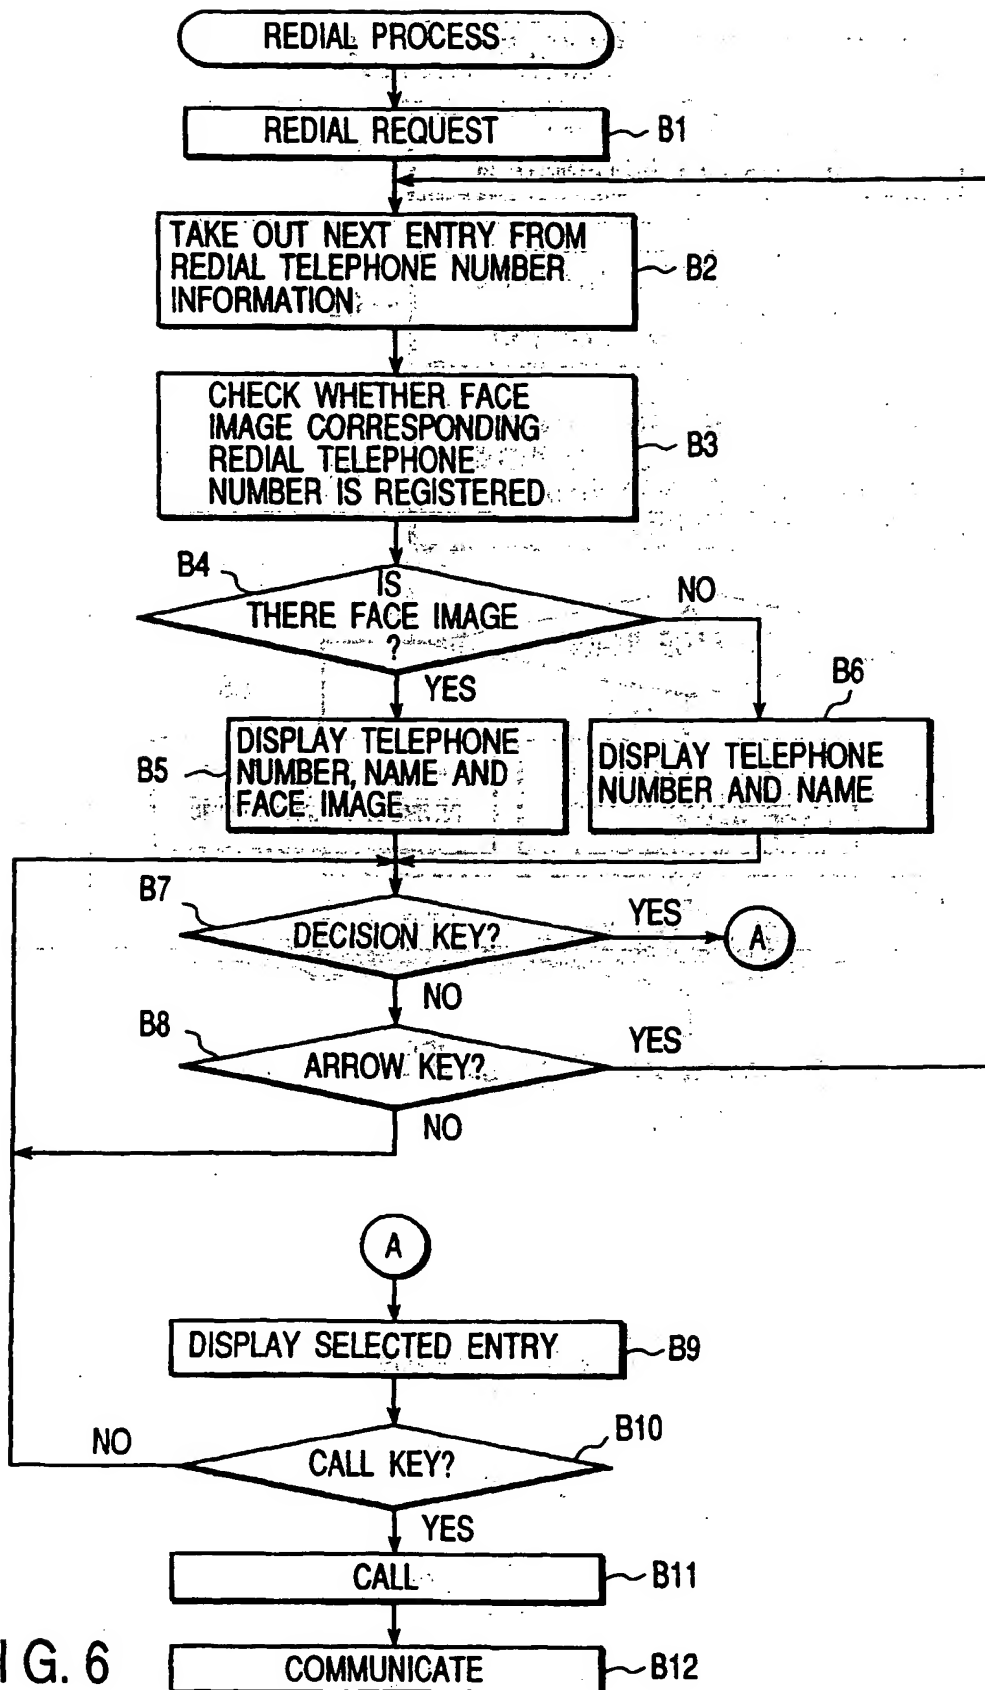 REDIAL PROCESS
REDIAL REQUEST
B1
TAKE OUT NEXT ENTRY FROM
REDIAL TELEPHONE NUMBER
INFORMATION
B2
CHECK WHETHER FACE
IMAGE CORRESPONDING
REDIAL TELEPHONE
NUMBER IS REGISTERED
B3
B4
IS
THERE FACE IMAGE
?
NO
YES
B5
DISPLAY TELEPHONE
NUMBER, NAME AND
FACE IMAGE
B6
DISPLAY TELEPHONE
NUMBER AND NAME
B7
DECISION KEY?
YES
A
NO
B8
ARROW KEY?
YES
NO
A
DISPLAY SELECTED ENTRY
B9
NO
CALL KEY?
B10
YES
CALL
B11
COMMUNICATE
B12
IG. 6